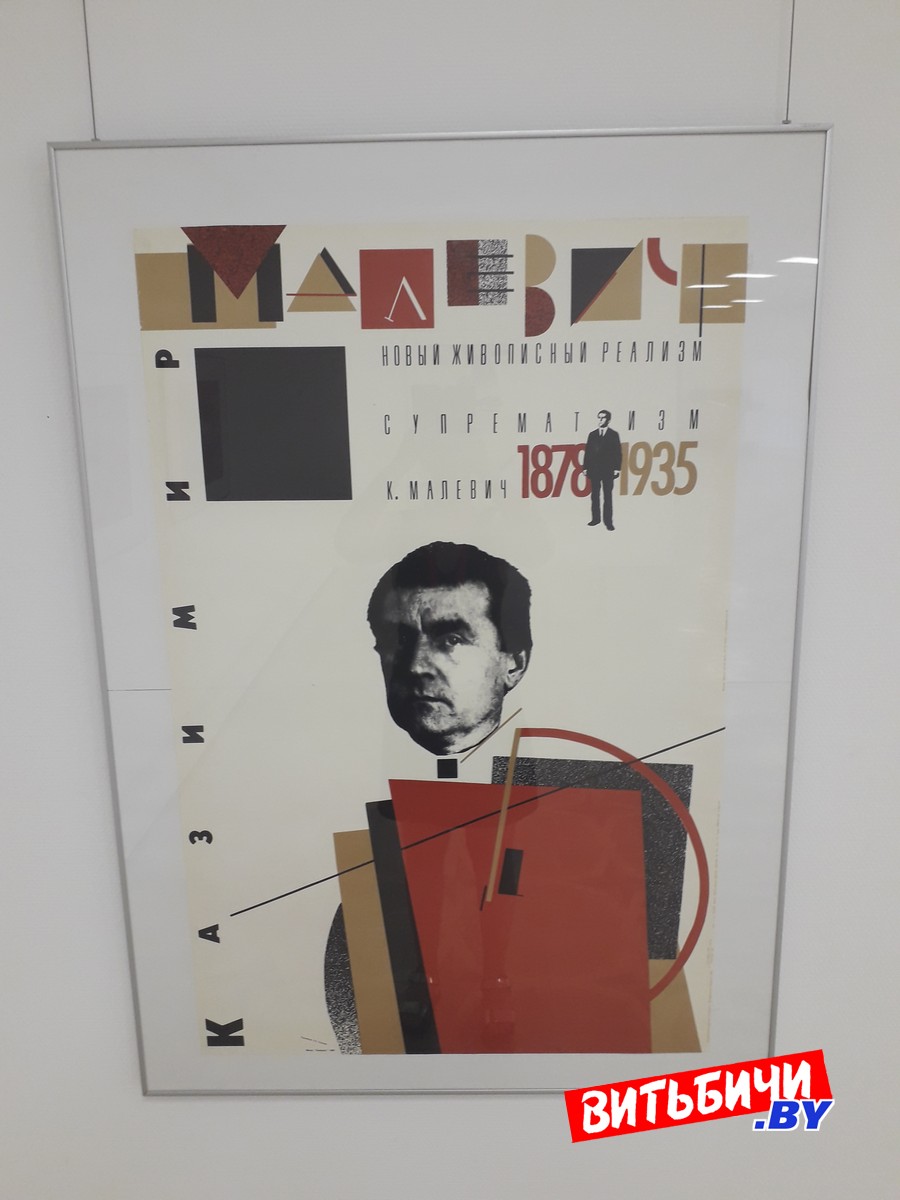 МАЛЕВИЧ
КАЗИМИР
НОВЫЙ ЖИВОПИСНЫЙ РЕАЛИЗМ
СУПРЕМАТИЗМ
К. МАЛЕВИЧ 1878 1935
ВИТЬБИЧИ
.BY